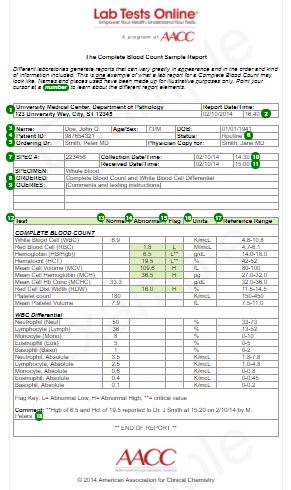 Lab Tests Online®
Empower Yourself. Understand Your Tests.
A program of AACC
The Complete Blood Count Sample Report
Different laboratories generate reports that can vary greatly in appearance and in the order and kind
of information included. This is one example of what a lab report for a Complete Blood Count may
look like. Names and places used have been made up for illustrative purposes only. Point your
cursor at a number to learn about the different report elements.
1 University Medical Center, Department of Pathology Report Date/Time:
123 University Way, City, ST 12345 02/10/2014 16:40 2
3 Name: Doe, John Q. Age/Sex: 73/M DOB: 01/01/1941
4 Patient ID: 987654321 Status: Routine 6
5 Ordering Dr: Smith, Peter MD Physician Copy for: Smith, Jane MD
7 SPEC #: 223456 Collection Date/Time: 02/10/14 14:30 10
Received Date/Time: 02/10/14 15:00 11
SPECIMEN: Whole blood
8 ORDERED: Complete Blood Count and White Blood Cell Differential
9 QUERIES: [Comments and testing instructions]
12 Test 13 Normal 14 Abnormal 15 Flag 16 Units 17 Reference Range
COMPLETE BLOOD COUNT
White Blood Cell (WBC) 6.9 K/mcL 4.8-10.8
Red Blood Cell (RBC) 1.8 L M/mcL 4.7-6.1
Hemoglobin (HB/Hgb) 6.5 L** g/dL 14.0-18.0
Hematocrit (HCT) 19.5 L** % 42-52
Mean Cell Volume (MCV) 109.6 H fL 80-100
Mean Cell Hemoglobin (MCH) 36.5 H pg 27.0-32.0
Mean Cell Hb Conc (MCHC) 33.3 g/dL 32.0-36.0
Red Cell Dist Width (RDW) 16.0 H % 11.5-14.5
Platelet count 180 K/mcL 150-450
Mean Platelet Volume 7.9 fL 7.5-11.0
WBC Differential
Neutrophil (Neut) 50 % 33-73
Lymphocyte (Lymph) 36 % 13-52
Monocyte (Mono) 8 % 0-10
Eosinophil (Eos) 5 % 0-5
Basophil (Baso) 1 % 0-2
Neutrophil, Absolute 3.5 K/mcL 1.8-7.8
Lymphocyte, Absolute 2.5 K/mcL 1.0-4.8
Monocyte, Absolute 0.6 K/mcL 0-0.8
Eosinophil, Absolute 0.4 K/mcL 0-0.45
Basophil, Absolute 0.1 K/mcL 0-0.2
Flag Key: L= Abnormal Low, H= Abnormal High, **= critical value
Comment: **Hgb of 6.5 and Hct of 19.5 reported to Dr. J Smith at 15:20 on 2/10/14 by M.
Peters 18
** END OF REPORT **
AACC
© 2014 American Association for Clinical Chemistry